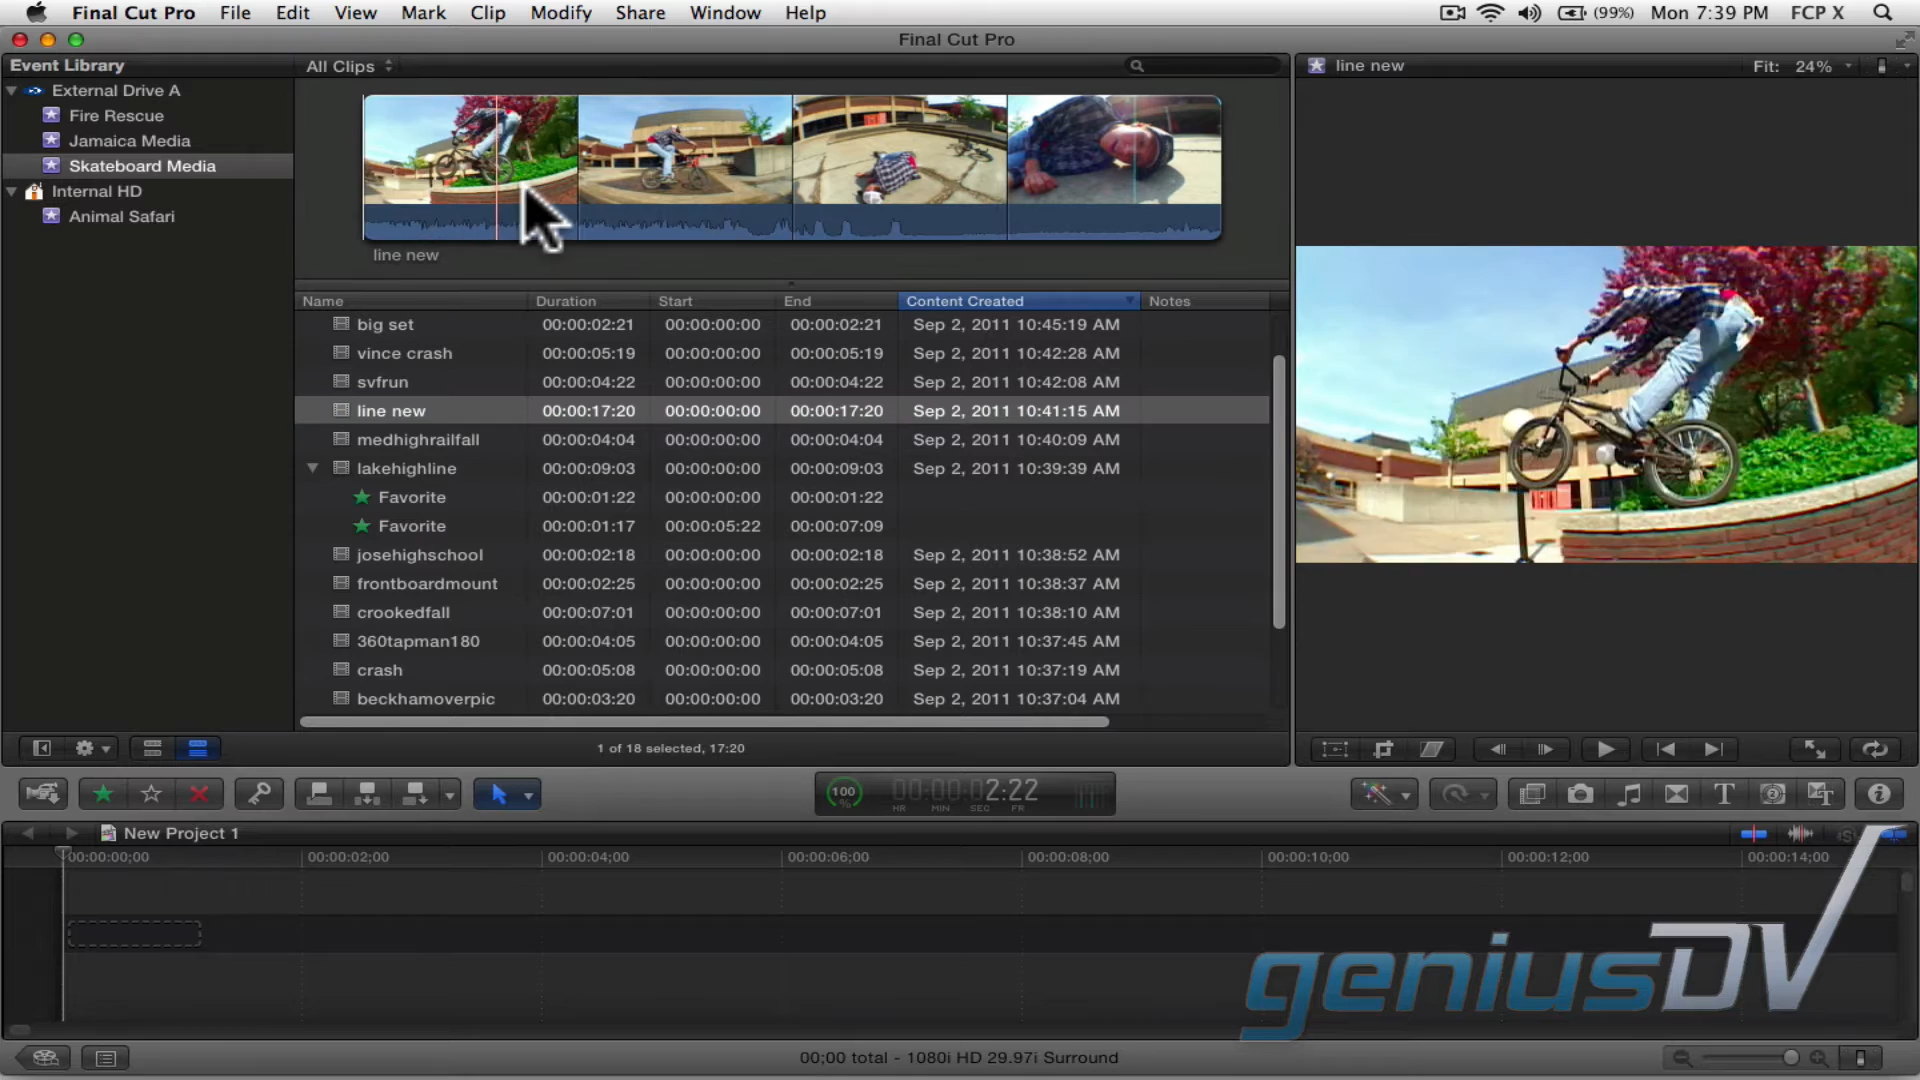 Final Cut Pro File Edit View Mark Clip Modify Share Window Help (99%) Mon 7:39 PM FCP X
Final Cut Pro
Event Library
All Clips
line new
Fit: 24%
External Drive A
Fire Rescue
Jamaica Media
Skateboard Media
Internal HD
Animal Safari
line new
Name Duration Start End Content Created Notes
big set 00:00:02:21 00:00:00:00 00:00:02:21 Sep 2, 2011 10:45:19 AM
vince crash 00:00:05:19 00:00:00:00 00:00:05:19 Sep 2, 2011 10:42:28 AM
svfrun 00:00:04:22 00:00:00:00 00:00:04:22 Sep 2, 2011 10:42:08 AM
line new 00:00:17:20 00:00:00:00 00:00:17:20 Sep 2, 2011 10:41:15 AM
medhighrailfall 00:00:04:04 00:00:00:00 00:00:04:04 Sep 2, 2011 10:40:09 AM
lakehighline 00:00:09:03 00:00:00:00 00:00:09:03 Sep 2, 2011 10:39:39 AM
Favorite 00:00:01:22 00:00:00:00 00:00:01:22
Favorite 00:00:01:17 00:00:05:22 00:00:07:09
josehighschool 00:00:02:18 00:00:00:00 00:00:02:18 Sep 2, 2011 10:38:52 AM
frontboardmount 00:00:02:25 00:00:00:00 00:00:02:25 Sep 2, 2011 10:38:37 AM
crookedfall 00:00:07:01 00:00:00:00 00:00:07:01 Sep 2, 2011 10:38:10 AM
360tapman180 00:00:04:05 00:00:00:00 00:00:04:05 Sep 2, 2011 10:37:45 AM
crash 00:00:05:08 00:00:00:00 00:00:05:08 Sep 2, 2011 10:37:19 AM
beckhamoverpic 00:00:03:20 00:00:00:00 00:00:03:20 Sep 2, 2011 10:37:04 AM
1 of 18 selected, 17:20
100 % 00:00:02:22
HR MIN SEC FR
New Project 1
00:00:00;00 00:00:02;00 00:00:04;00 00:00:06;00 00:00:08;00 00:00:10;00 00:00:12;00 00:00:14;00
geniusDV
00;00 total - 1080i HD 29.97i Surround